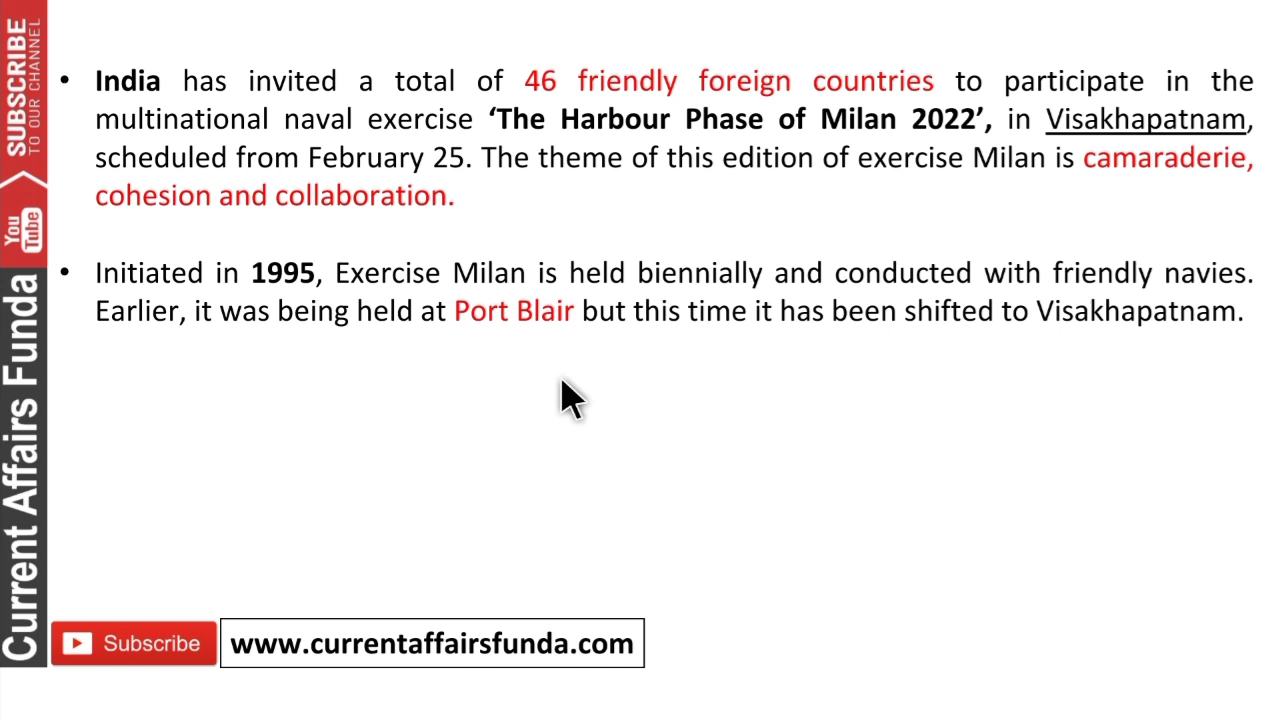 SUBSCRIBE
TO OUR CHANNEL
You
Tube
Current Affairs Funda
• India has invited a total of 46 friendly foreign countries to participate in the
multinational naval exercise ‘The Harbour Phase of Milan 2022’, in Visakhapatnam,
scheduled from February 25. The theme of this edition of exercise Milan is camaraderie,
cohesion and collaboration.
• Initiated in 1995, Exercise Milan is held biennially and conducted with friendly navies.
Earlier, it was being held at Port Blair but this time it has been shifted to Visakhapatnam.
Subscribe
www.currentaffairsfunda.com